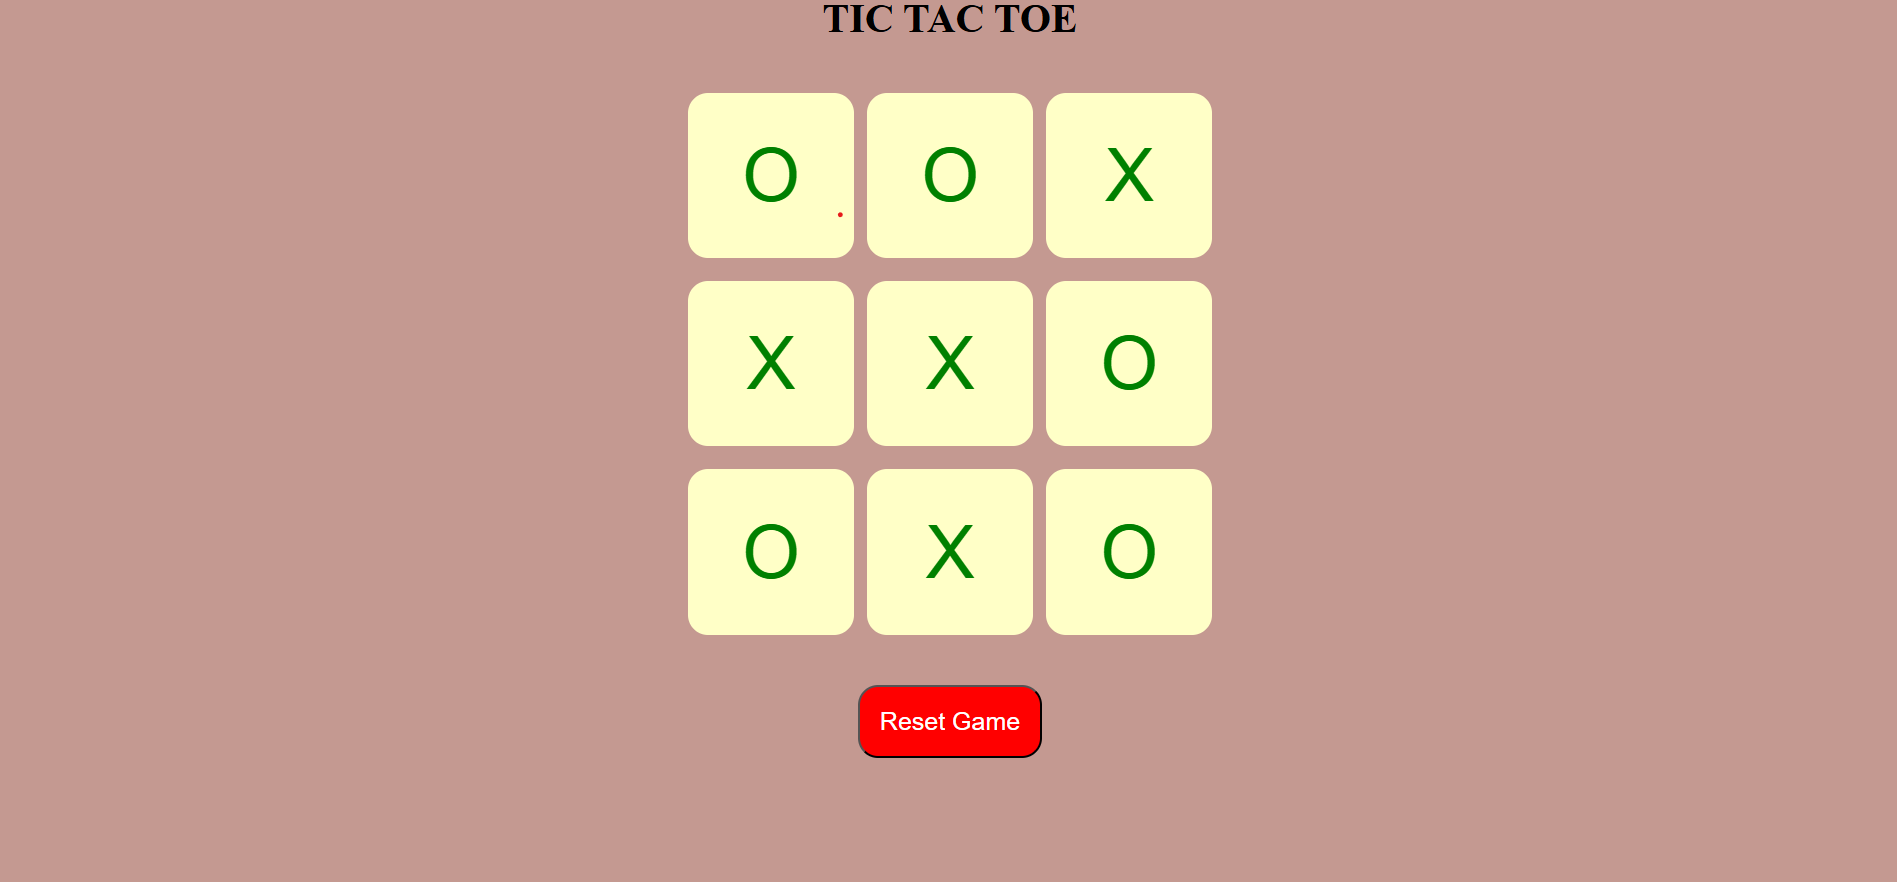 TIC TAC TOE
O O X
X X O
O X O
Reset Game